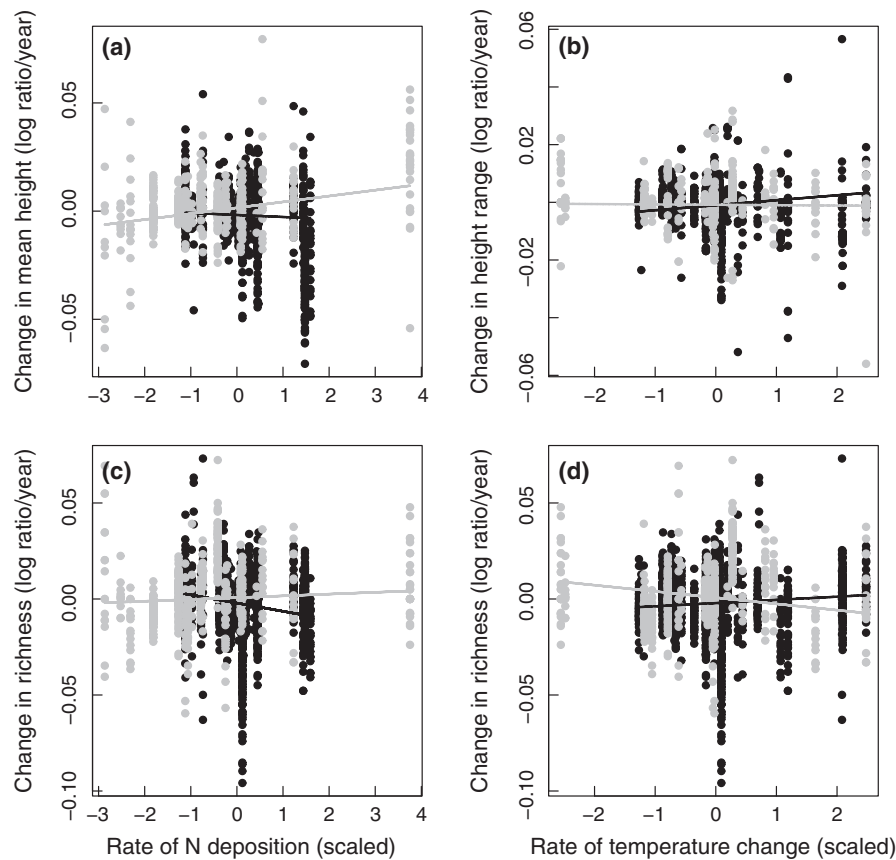 (a)
Change in mean height (log ratio/year)
0.05
0.00
−0.05
−3 −2 −1 0 1 2 3 4
(b)
Change in height range (log ratio/year)
0.06
0.02
−0.02
−0.06
−2 −1 0 1 2
(c)
Change in richness (log ratio/year)
0.05
0.00
−0.05
−0.10
−3 −2 −1 0 1 2 3 4
Rate of N deposition (scaled)
(d)
Change in richness (log ratio/year)
0.05
0.00
−0.05
−0.10
−2 −1 0 1 2
Rate of temperature change (scaled)